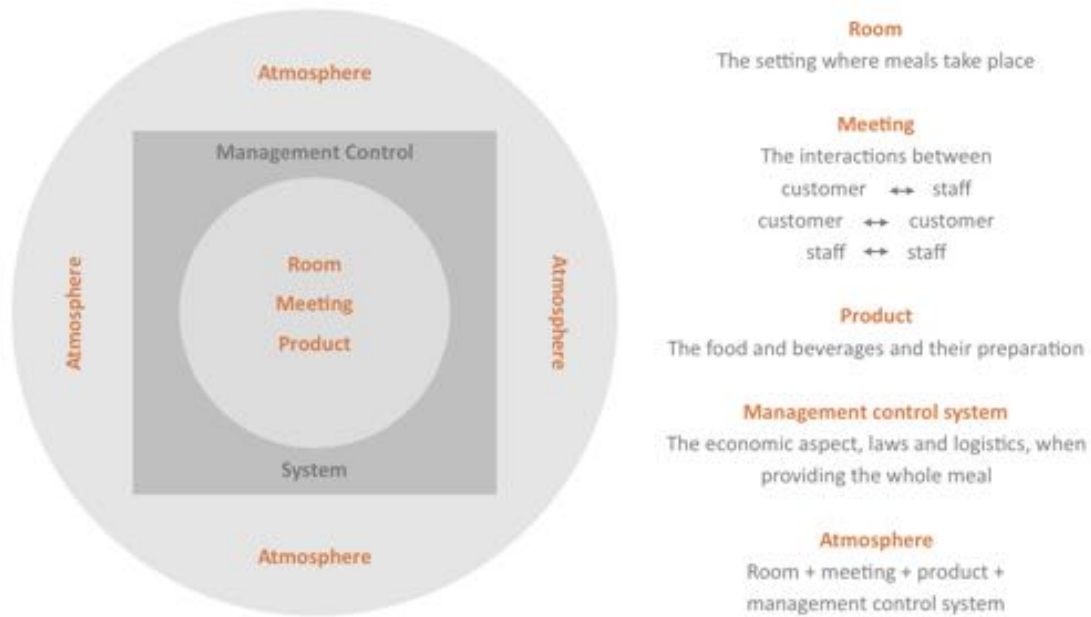 Atmosphere
Management Control
Room
Meeting
Product
System
Atmosphere
Atmosphere
Atmosphere
Room
The setting where meals take place
Meeting
The interactions between
customer ↔ staff
customer ↔ customer
staff ↔ staff
Product
The food and beverages and their preparation
Management control system
The economic aspect, laws and logistics, when
providing the whole meal
Atmosphere
Room + meeting + product +
management control system